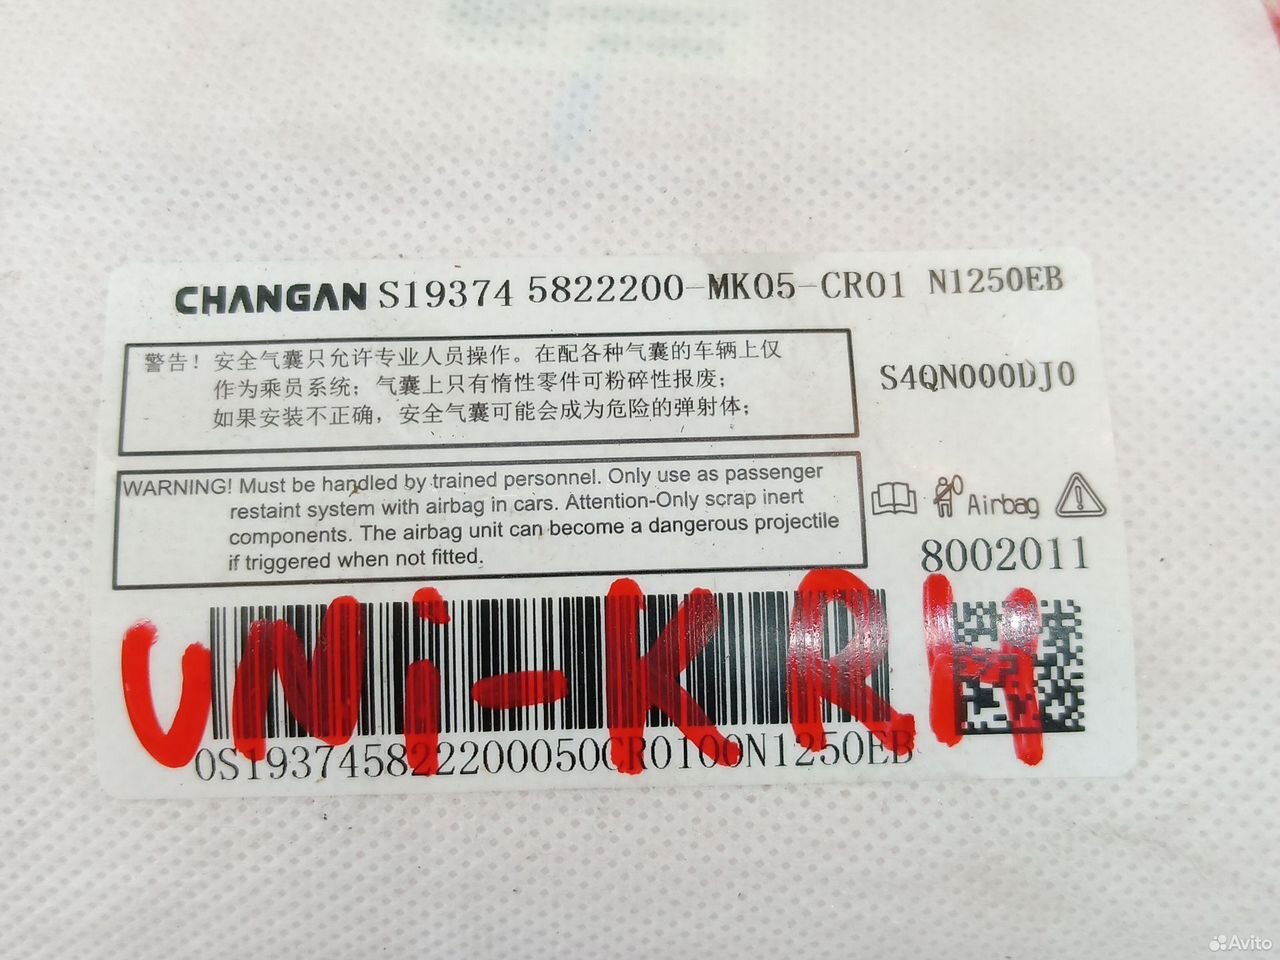 CHANGAN S19374 5822200-MK05-CR01 N1250EB
警告！安全气囊只允许专业人员操作。在配各种气囊的车辆上仅
作为乘员系统；气囊上只有惰性零件可粉碎性报废；
如果安装不正确，安全气囊可能会成为危险的弹射体；
S4QN000DJ0
WARNING! Must be handled by trained personnel. Only use as passenger
restaint system with airbag in cars. Attention-Only scrap inert
components. The airbag unit can become a dangerous projectile
if triggered when not fitted.
Airbag
8002011
UNi-K RH
0S193745822200050CR0100N1250EB
Avito